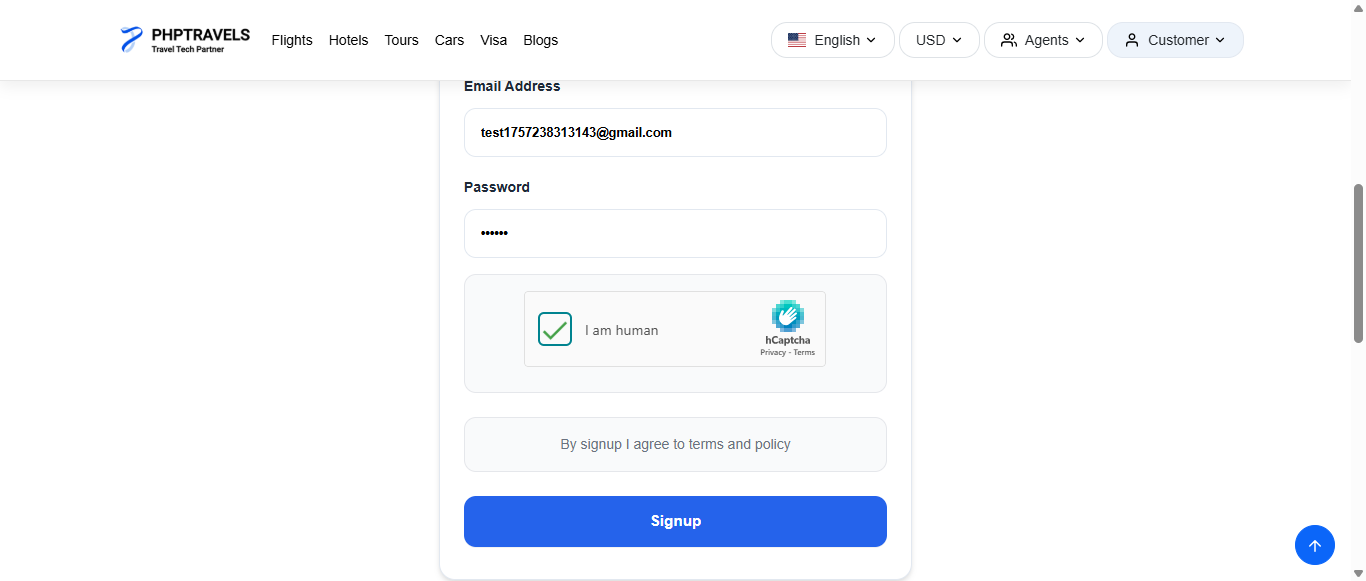 PHPTRAVELS
Travel Tech Partner
Flights Hotels Tours Cars Visa Blogs
English USD Agents Customer
Email Address
test1757238313143@gmail.com
Password
••••••
I am human
hCaptcha
Privacy - Terms
By signup I agree to terms and policy
Signup